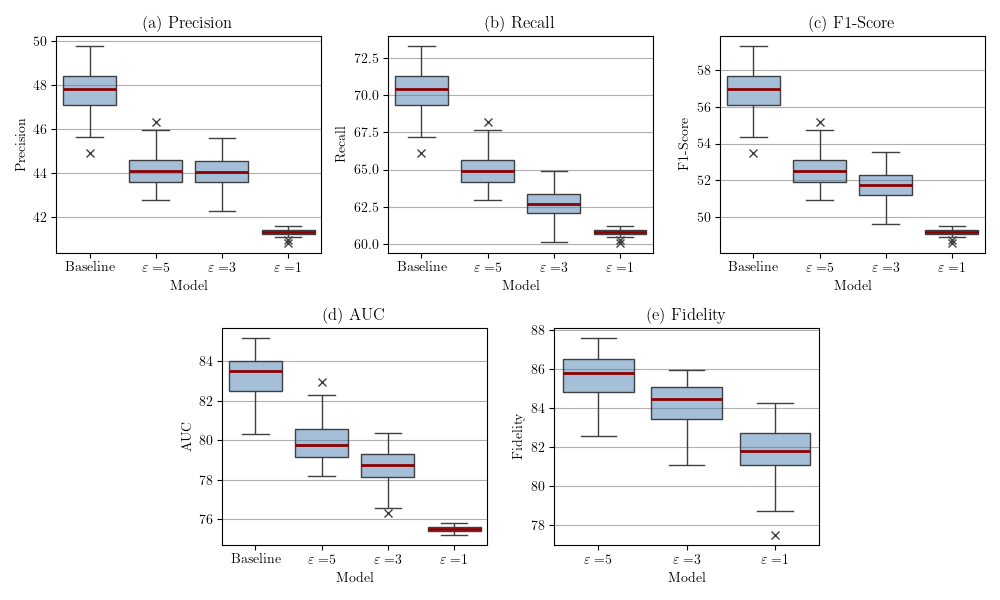 (a) Precision
50
48
46
44
42
Precision
Baseline ε =5 ε =3 ε =1
Model
(b) Recall
72.5
70.0
67.5
65.0
62.5
60.0
Recall
Baseline ε =5 ε =3 ε =1
Model
(c) F1-Score
58
56
54
52
50
F1-Score
Baseline ε =5 ε =3 ε =1
Model
(d) AUC
84
82
80
78
76
AUC
Baseline ε =5 ε =3 ε =1
Model
(e) Fidelity
88
86
84
82
80
78
Fidelity
ε =5 ε =3 ε =1
Model